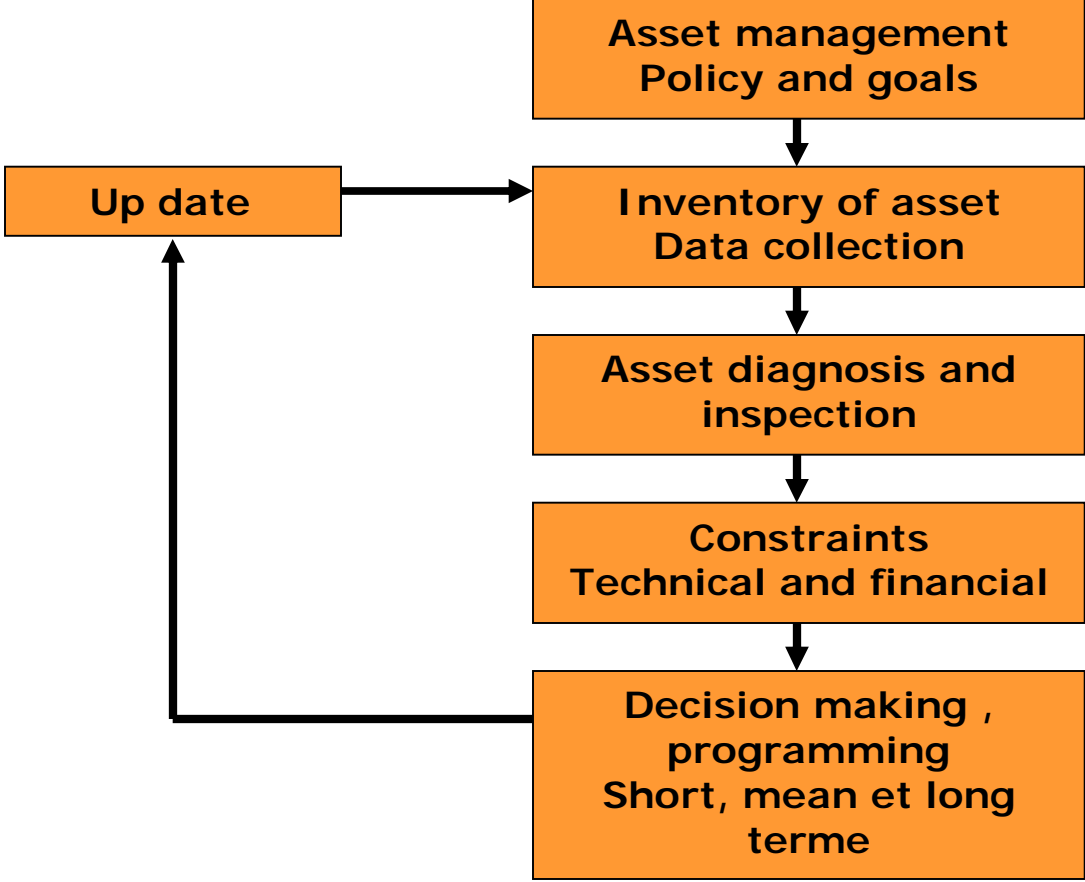 Asset management
Policy and goals
Up date
Inventory of asset
Data collection
Asset diagnosis and
inspection
Constraints
Technical and financial
Decision making ,
programming
Short, mean et long
terme